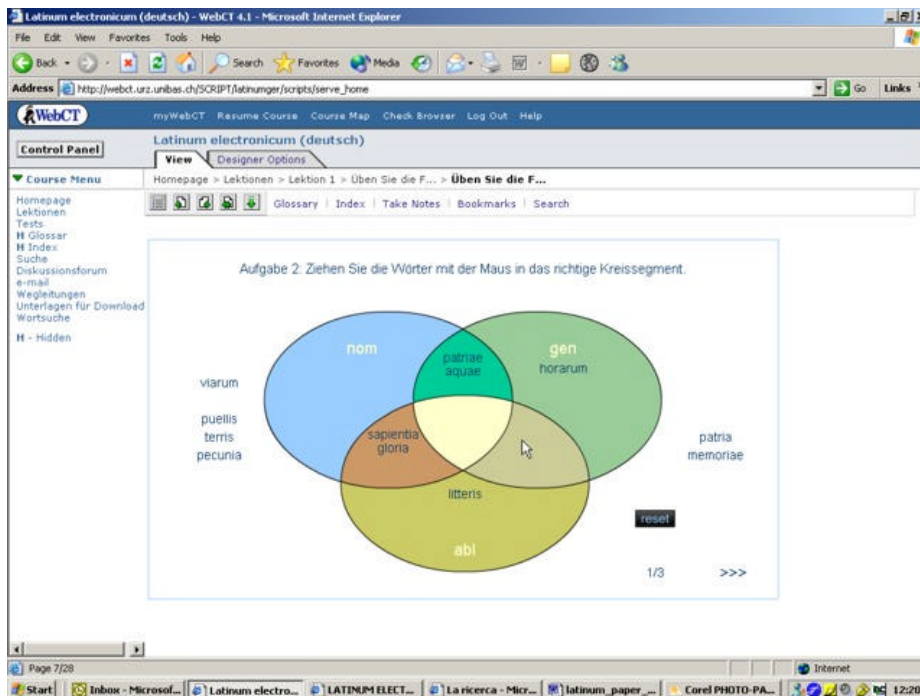 Latinum electronicum (deutsch) - WebCT 4.1 - Microsoft Internet Explorer
File Edit View Favorites Tools Help
Back Search Favorites Media
Address http://webct.urz.unibas.ch/SCRIPT/latinumger/scripts/serve_home Go Links
WebCT myWebCT Resume Course Course Map Check Browser Log Out Help
Control Panel
Latinum electronicum (deutsch)
View Designer Options
Course Menu
Homepage > Lektionen > Lektion 1 > Üben Sie die F... > Üben Sie die F...
Glossary Index Take Notes Bookmarks Search
Homepage
Lektionen
Tests
H Glossar
H Index
Suche
Diskussionsforum
e-mail
Wegleitungen
Unterlagen für Download
Wortsuche
H - Hidden
Aufgabe 2: Ziehen Sie die Wörter mit der Maus in das richtige Kreissegment.
nom
gen
patriae
aquae
horarum
viarum
puellis
terris
pecunia
sapientia
gloria
patria
memoriae
litteris
abl
reset
1/3 >>>
Page 7/28 Internet
Start Inbox - Microsof... Latinum electro... LATINUM ELECT... La ricerca - Micr... latinum_paper_... Corel PHOTO-PA... 12:20